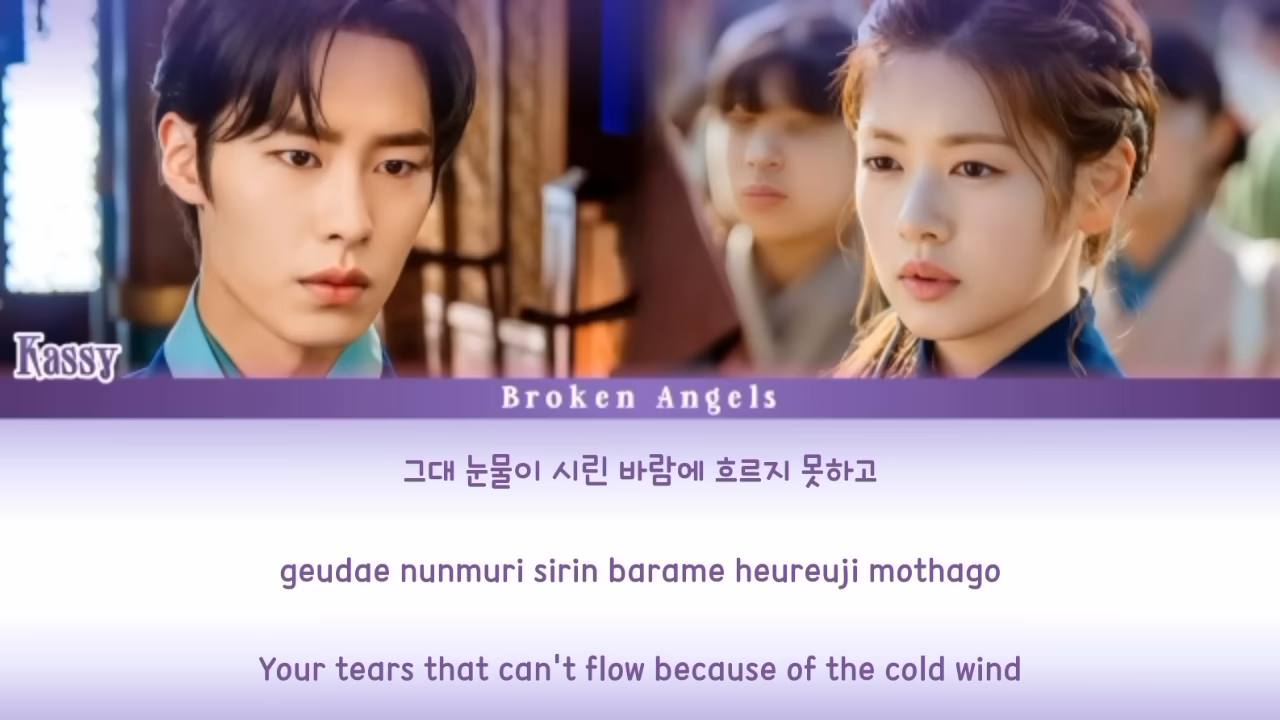 Kassy
Broken Angels
그대 눈물이 시린 바람에 흐르지 못하고
geudae nunmuri sirin barame heureuji mothago
Your tears that can't flow because of the cold wind